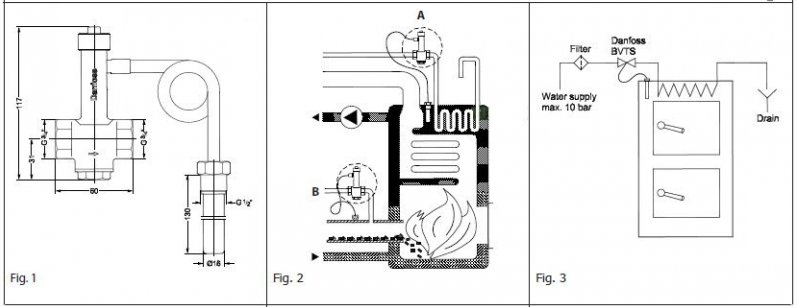 117
31
Danfoss
G ¾"
G ¾"
60
130
G ½"
Ø18
Fig. 1
A
B
Fig. 2
Filter
Danfoss
BVTS
Water supply
max. 10 bar
Drain
Fig. 3